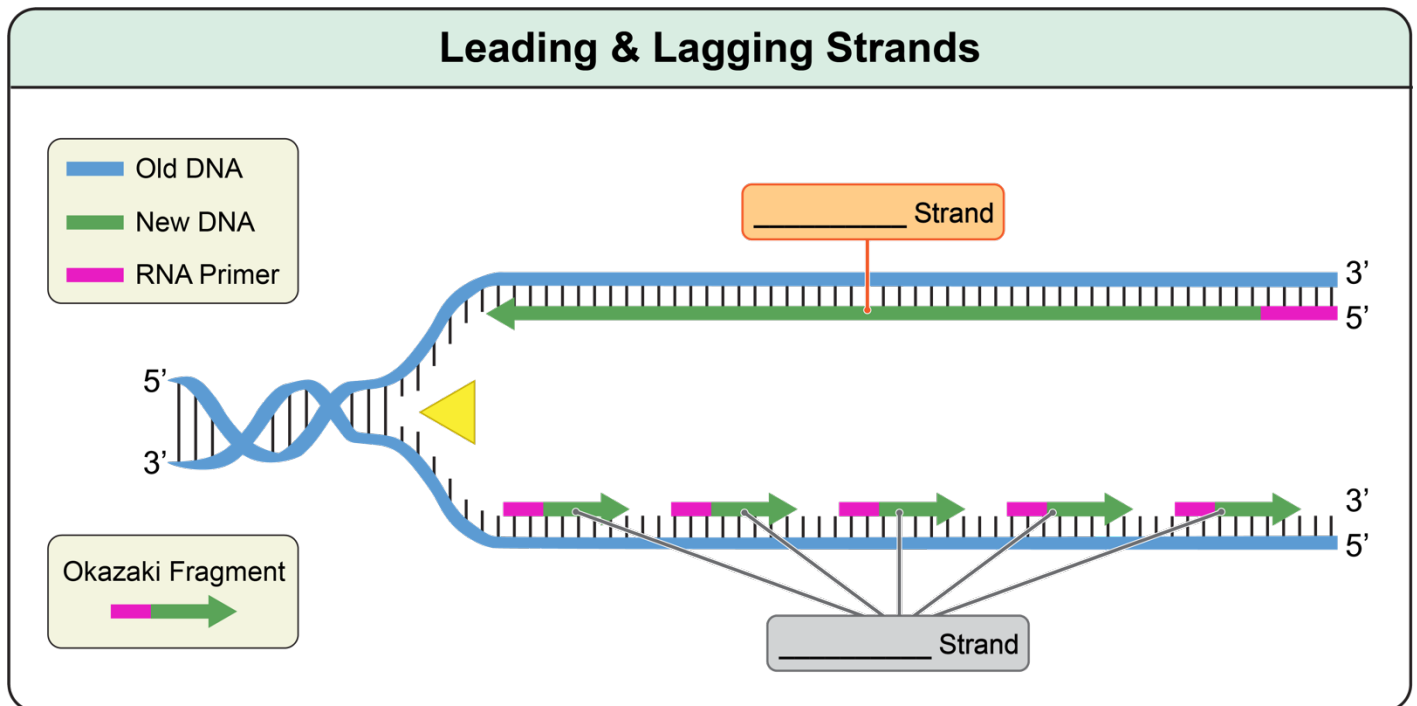 Leading & Lagging Strands
Old DNA
New DNA
RNA Primer
__________ Strand
3’
5’
5’
3’
3’
5’
Okazaki Fragment
__________ Strand